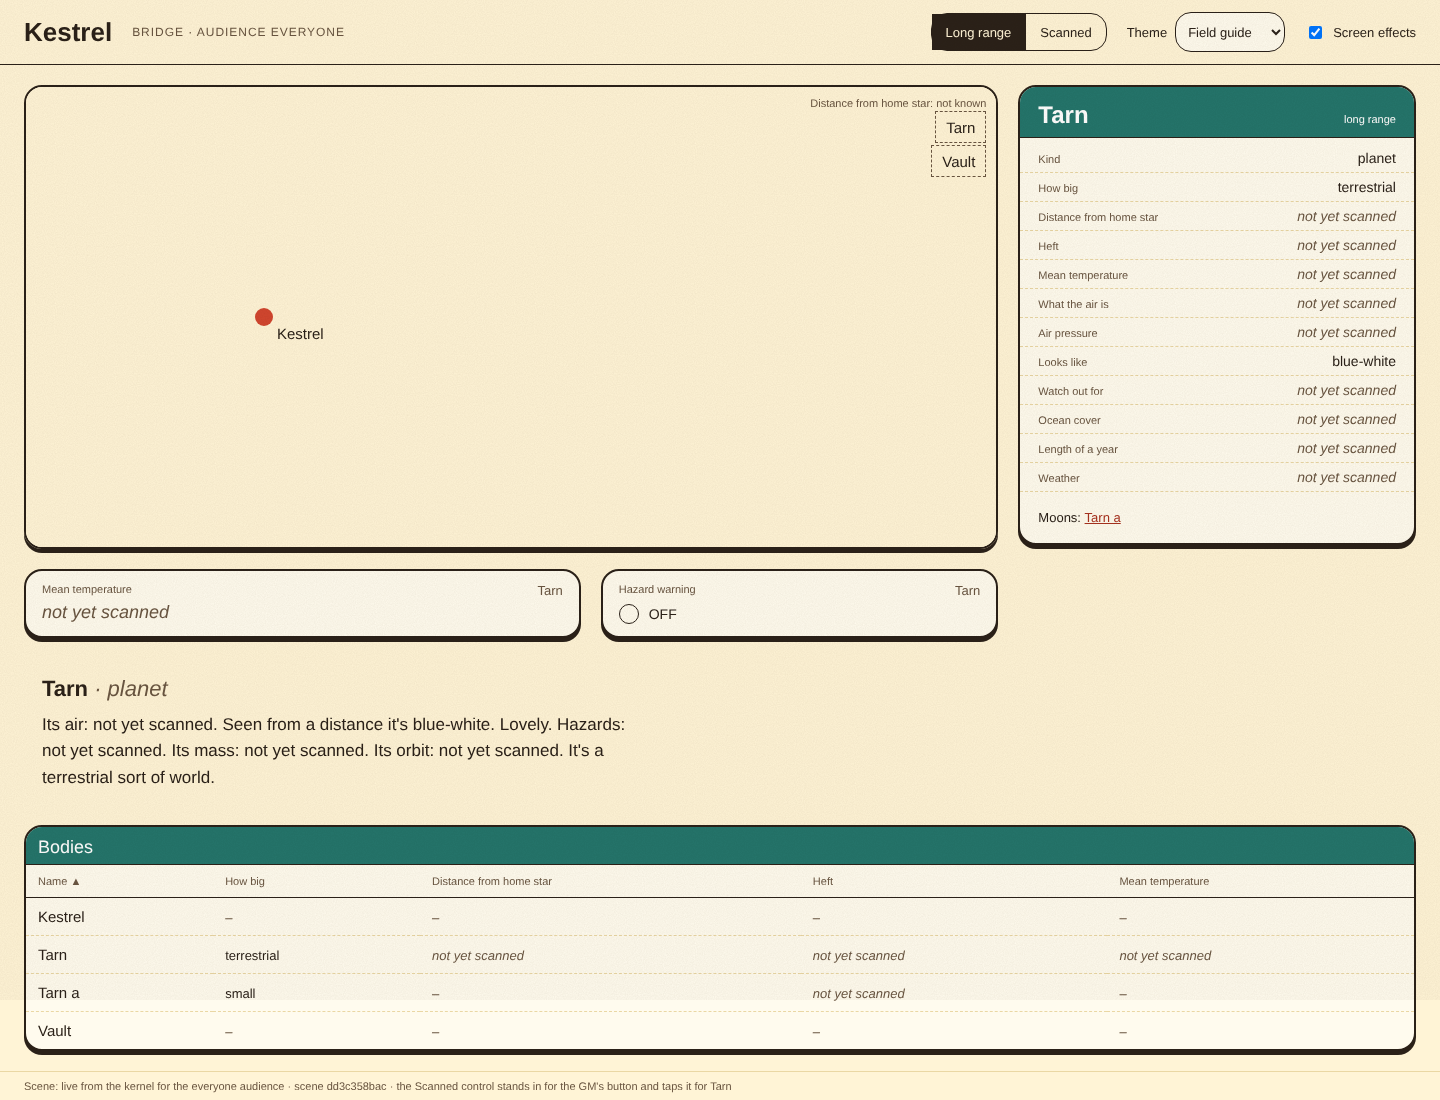 Kestrel BRIDGE · AUDIENCE EVERYONE Long range Scanned Theme Field guide Screen effects
Distance from home star: not known
Tarn
Vault
Kestrel
Tarn long range
Kind planet
How big terrestrial
Distance from home star not yet scanned
Heft not yet scanned
Mean temperature not yet scanned
What the air is not yet scanned
Air pressure not yet scanned
Looks like blue-white
Watch out for not yet scanned
Ocean cover not yet scanned
Length of a year not yet scanned
Weather not yet scanned
Moons: Tarn a
Mean temperature Tarn
not yet scanned
Hazard warning Tarn
OFF
Tarn · planet
Its air: not yet scanned. Seen from a distance it's blue-white. Lovely. Hazards:
not yet scanned. Its mass: not yet scanned. Its orbit: not yet scanned. It's a
terrestrial sort of world.
Bodies
Name ▲ How big Distance from home star Heft Mean temperature
Kestrel – – – –
Tarn terrestrial not yet scanned not yet scanned not yet scanned
Tarn a small – not yet scanned –
Vault – – – –
Scene: live from the kernel for the everyone audience · scene dd3c358bac · the Scanned control stands in for the GM's button and taps it for Tarn